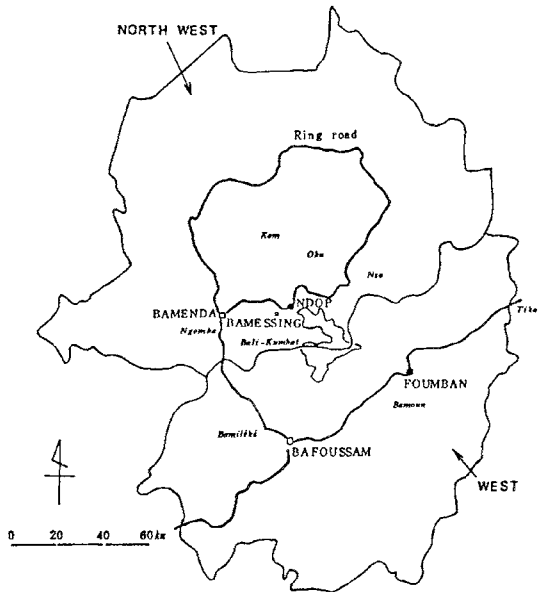 NORTH WEST
Ring road
Kom
Oku
Nso
NDOP
BAMENDA
BAMESSING
Tika
Ngemba
Bali-Kumbat
FOUMBAN
Bamoun
Bamiléké
BAFOUSSAM
WEST
0 20 40 60 km